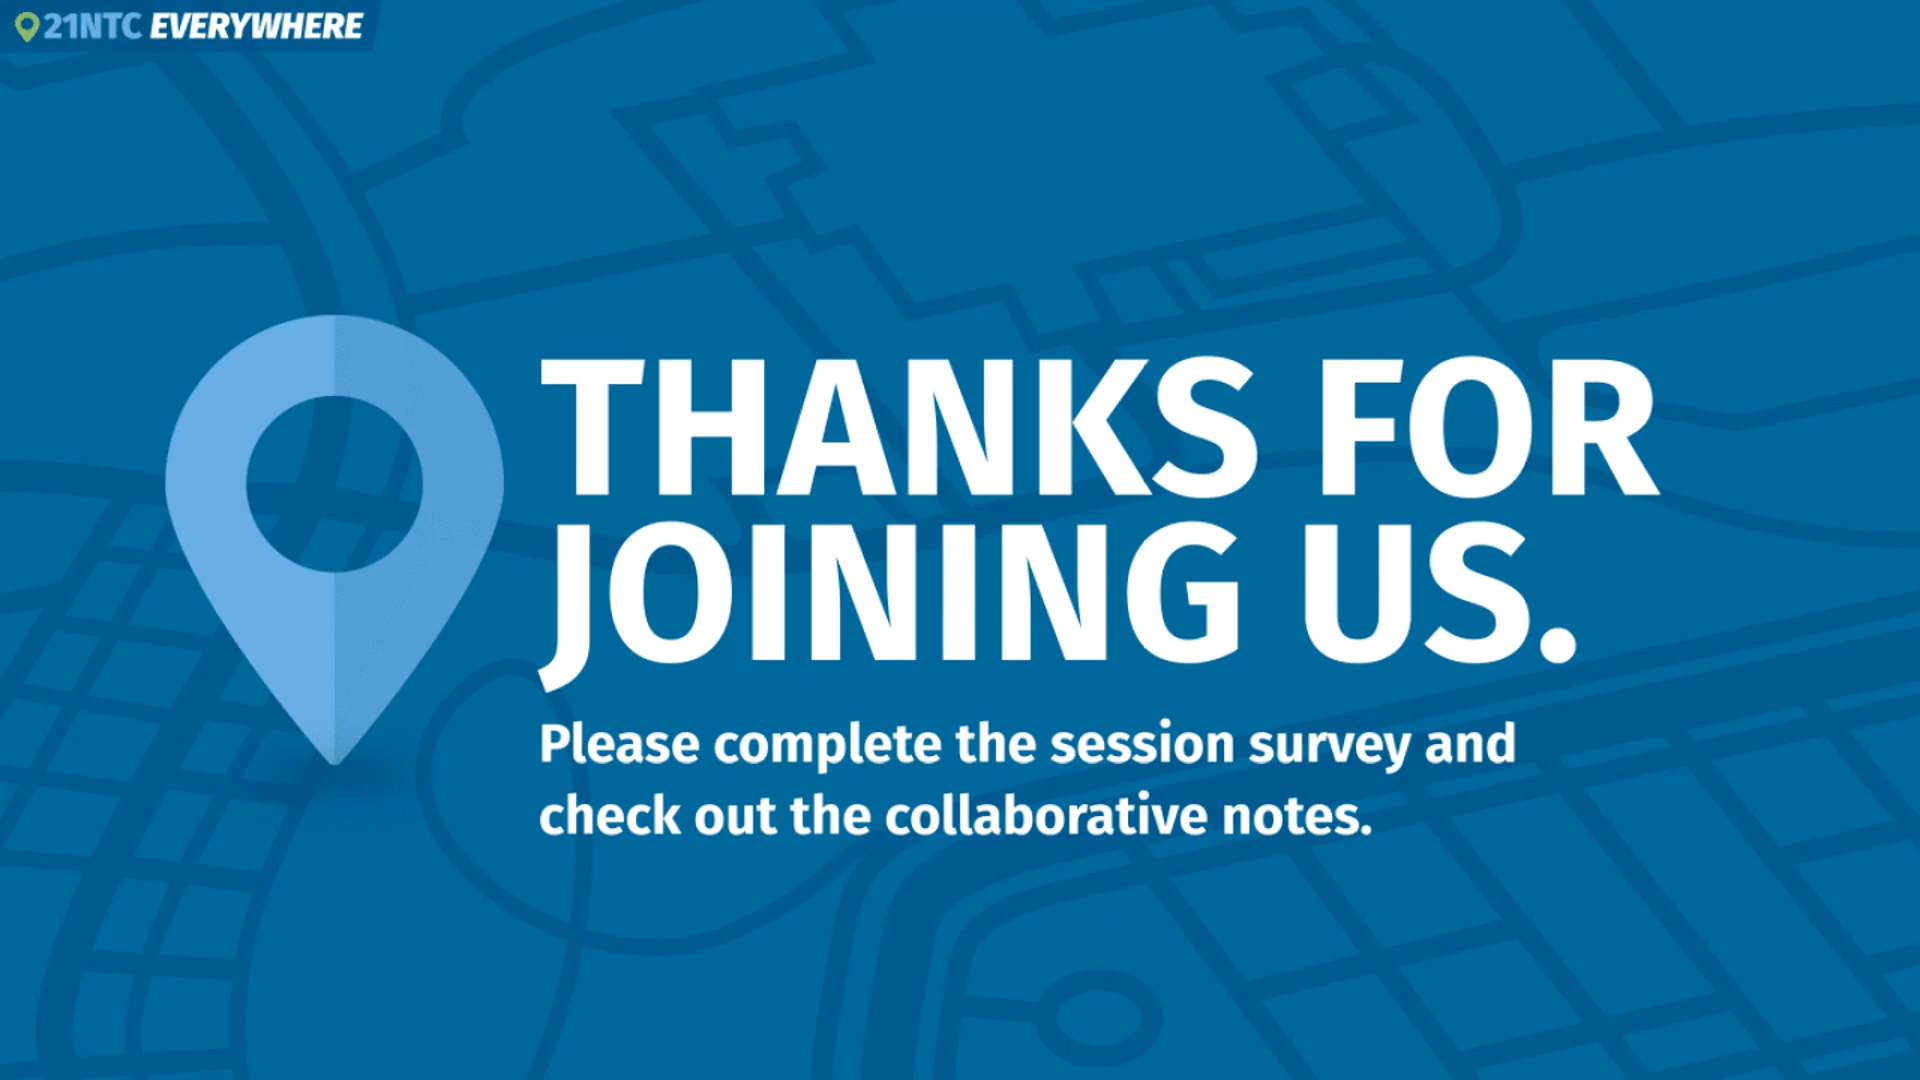 21NTC EVERYWHERE
THANKS FOR
JOINING US.
Please complete the session survey and
check out the collaborative notes.